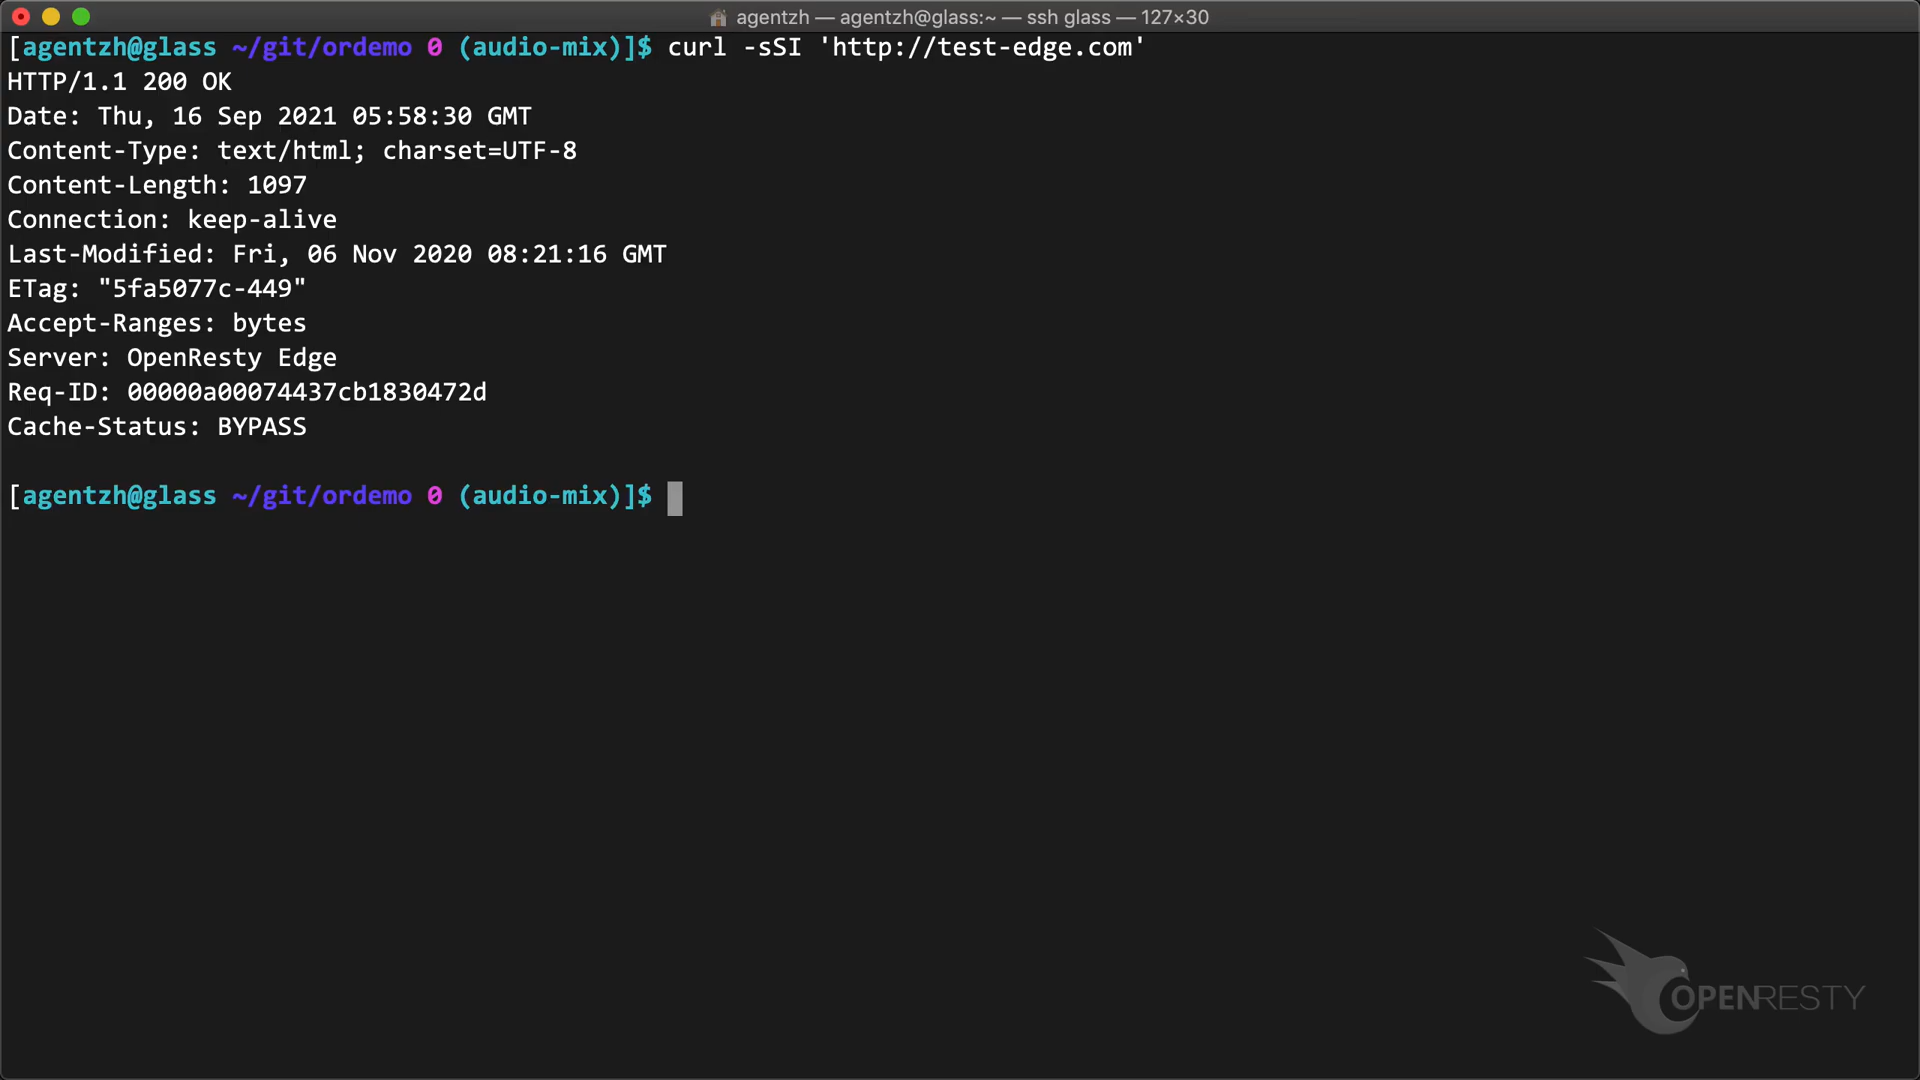 agentzh — agentzh@glass:~ — ssh glass — 127×30
[agentzh@glass ~/git/ordemo 0 (audio-mix)]$ curl -sSI 'http://test-edge.com'
HTTP/1.1 200 OK
Date: Thu, 16 Sep 2021 05:58:30 GMT
Content-Type: text/html; charset=UTF-8
Content-Length: 1097
Connection: keep-alive
Last-Modified: Fri, 06 Nov 2020 08:21:16 GMT
ETag: "5fa5077c-449"
Accept-Ranges: bytes
Server: OpenResty Edge
Req-ID: 00000a00074437cb1830472d
Cache-Status: BYPASS
[agentzh@glass ~/git/ordemo 0 (audio-mix)]$
OPENRESTY